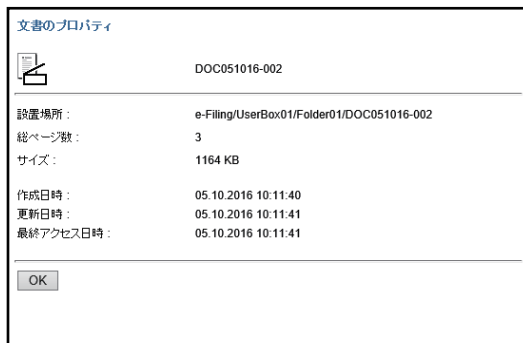 文書のプロパティ
DOC051016-002
設置場所 : e-Filing/UserBox01/Folder01/DOC051016-002
総ページ数 : 3
サイズ : 1164 KB
作成日時 : 05.10.2016 10:11:40
更新日時 : 05.10.2016 10:11:41
最終アクセス日時 : 05.10.2016 10:11:41
OK